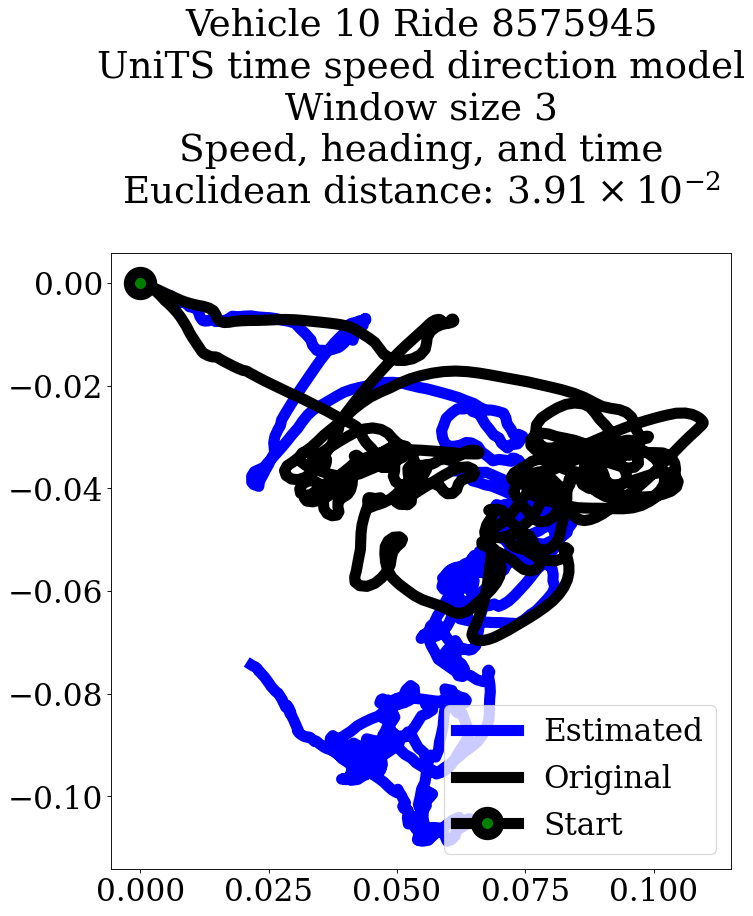 Vehicle 10 Ride 8575945
UniTS time speed direction model
Window size 3
Speed, heading, and time
Euclidean distance: 3.91 × 10⁻²
0.00
−0.02
−0.04
−0.06
−0.08
−0.10
Estimated
Original
Start
0.000 0.025 0.050 0.075 0.100